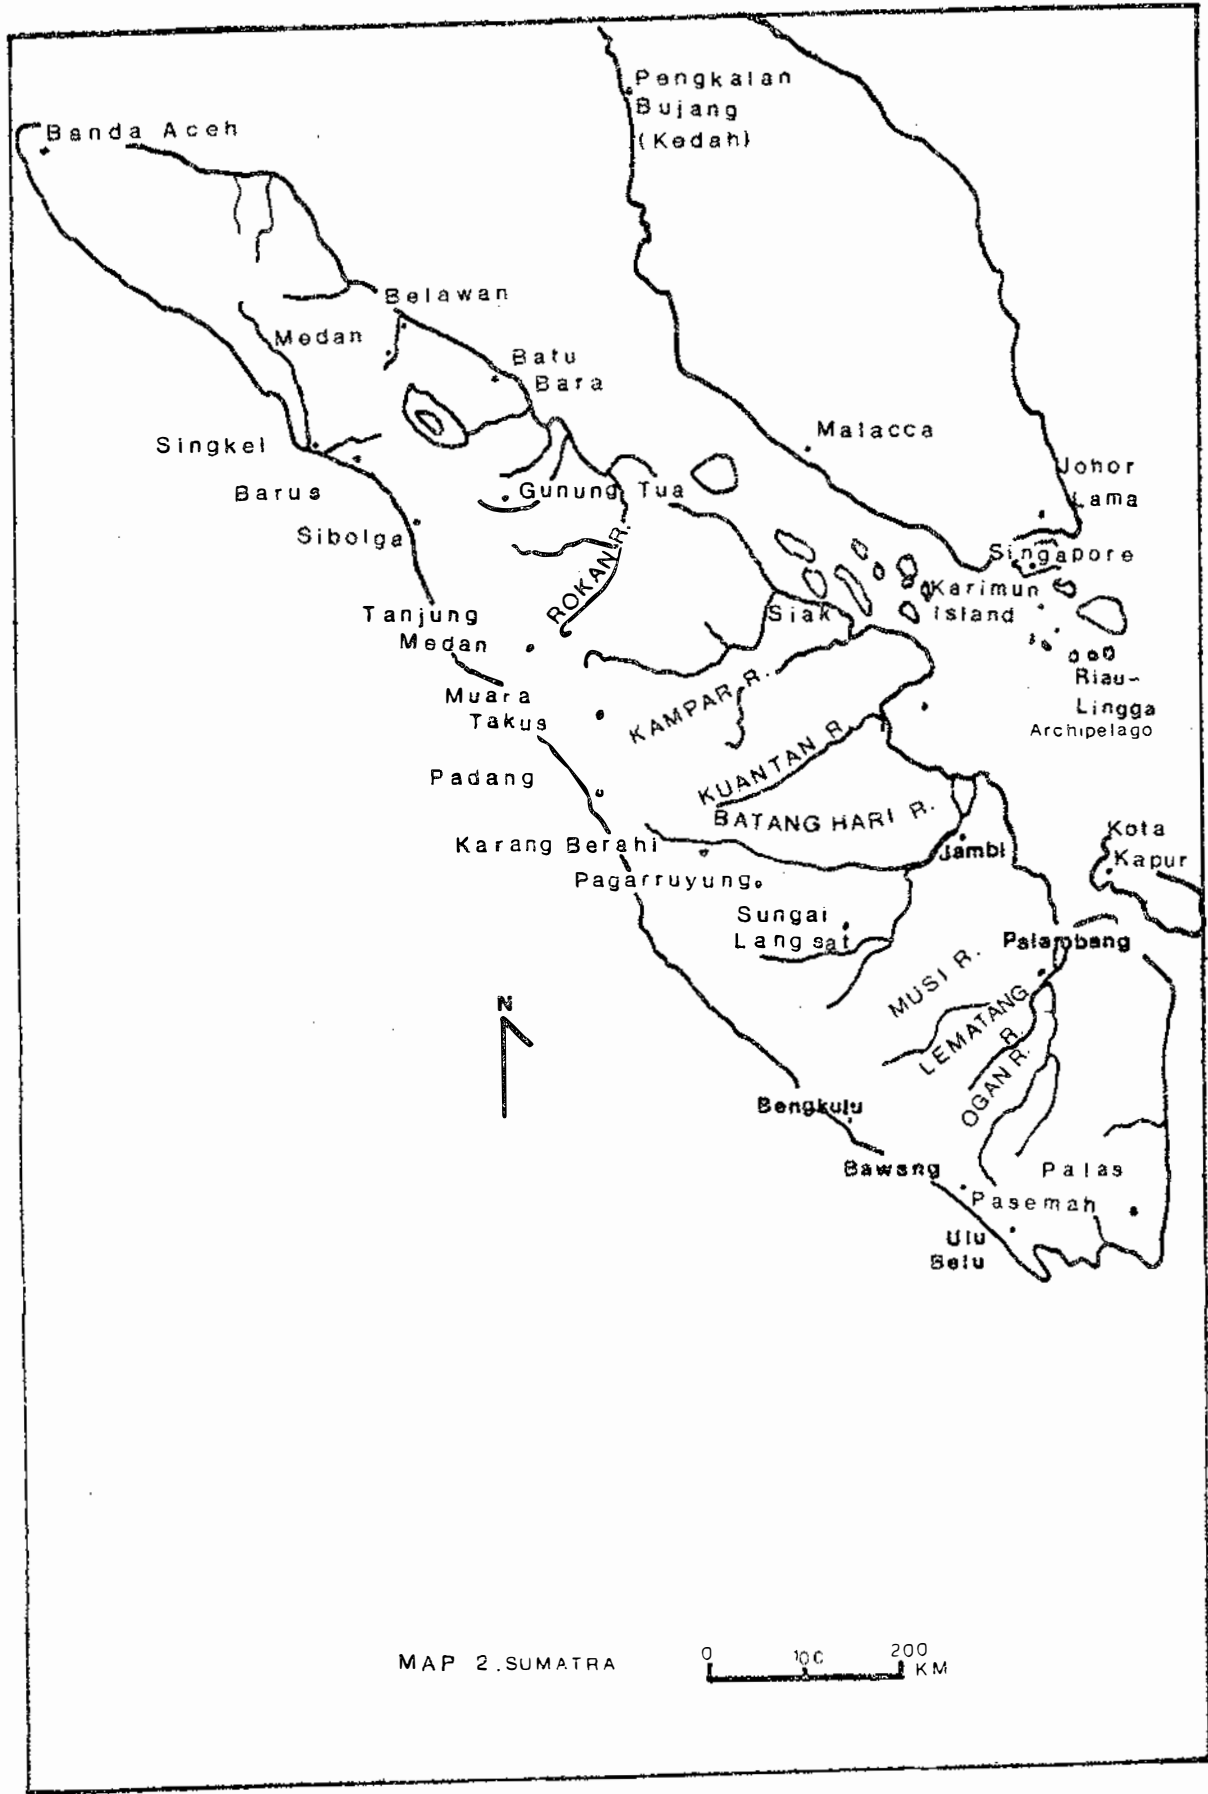 Pengkalan
Bujang
(Kedah)
Banda Aceh
Belawan
Medan
Batu
Bara
Malacca
Singkel
Johor
Lama
Barus
Gunung Tua
Sibolga
Singapore
ROKAN R.
Karimun
Island
Siak
Tanjung
Medan
Riau-
Lingga
Archipelago
Muara
Takus
KAMPAR R.
KUANTAN R.
Padang
BATANG HARI R.
Kota
Kapur
Karang Berahi
Jambi
Pagarruyung
Sungai
Langsat
Palambang
MUSI R.
N
LEMATANG
R.
OGAN R.
Bengkulu
Bawang
Palas
Pasemah
Ulu
Belu
MAP 2. SUMATRA
0 100 200
KM